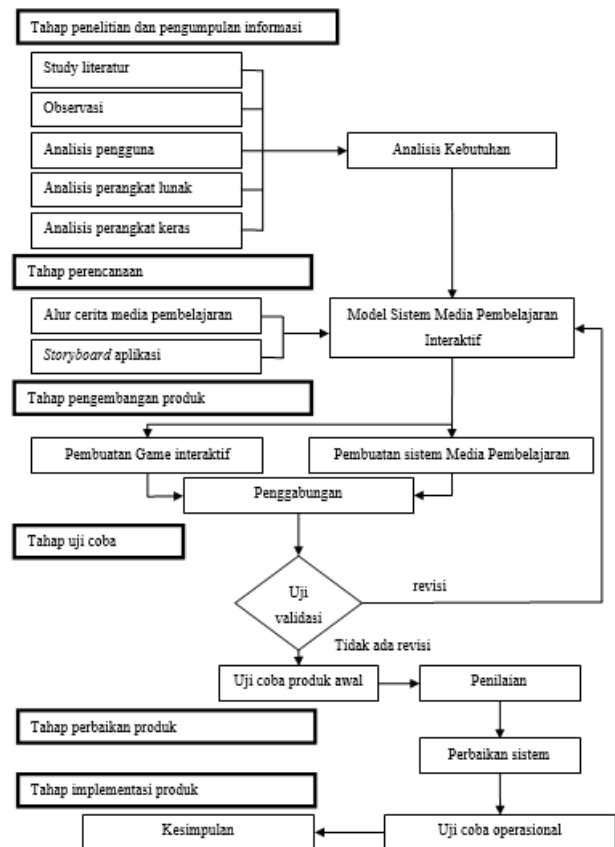 Tahap penelitian dan pengumpulan informasi
Study literatur
Observasi
Analisis pengguna
Analisis Kebutuhan
Analisis perangkat lunak
Analisis perangkat keras
Tahap perencanaan
Alur cerita media pembelajaran
Model Sistem Media Pembelajaran
Interaktif
Storyboard aplikasi
Tahap pengembangan produk
Pembuatan Game interaktif
Pembuatan sistem Media Pembelajaran
Penggabungan
Tahap uji coba
Uji
validasi
revisi
Tidak ada revisi
Uji coba produk awal
Penilaian
Tahap perbaikan produk
Perbaikan sistem
Tahap implementasi produk
Kesimpulan
Uji coba operasional